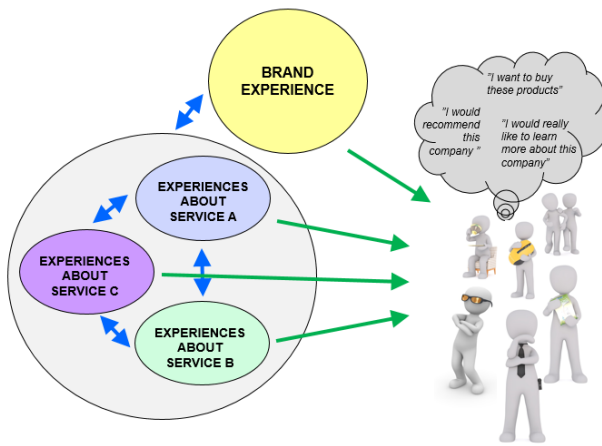 BRAND
EXPERIENCE
"I want to buy
these products"
"I would
recommend
this
company "
"I would really
like to learn
more about this
company"
EXPERIENCES
ABOUT
SERVICE A
EXPERIENCES
ABOUT
SERVICE C
EXPERIENCES
ABOUT
SERVICE B